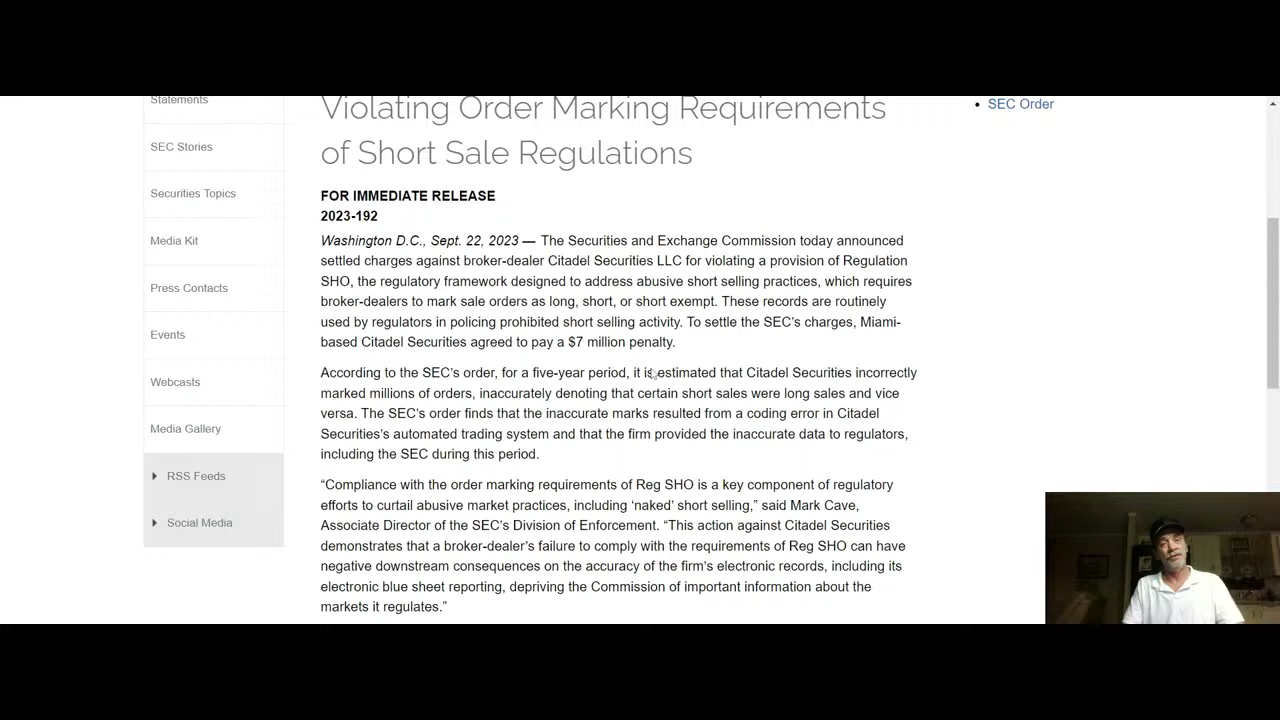 Statements
SEC Stories
Securities Topics
Media Kit
Press Contacts
Events
Webcasts
Media Gallery
RSS Feeds
Social Media
Violating Order Marking Requirements
of Short Sale Regulations
FOR IMMEDIATE RELEASE
2023-192
Washington D.C., Sept. 22, 2023 — The Securities and Exchange Commission today announced
settled charges against broker-dealer Citadel Securities LLC for violating a provision of Regulation
SHO, the regulatory framework designed to address abusive short selling practices, which requires
broker-dealers to mark sale orders as long, short, or short exempt. These records are routinely
used by regulators in policing prohibited short selling activity. To settle the SEC's charges, Miami-
based Citadel Securities agreed to pay a $7 million penalty.
According to the SEC's order, for a five-year period, it is estimated that Citadel Securities incorrectly
marked millions of orders, inaccurately denoting that certain short sales were long sales and vice
versa. The SEC's order finds that the inaccurate marks resulted from a coding error in Citadel
Securities's automated trading system and that the firm provided the inaccurate data to regulators,
including the SEC during this period.
“Compliance with the order marking requirements of Reg SHO is a key component of regulatory
efforts to curtail abusive market practices, including ‘naked’ short selling,” said Mark Cave,
Associate Director of the SEC's Division of Enforcement. “This action against Citadel Securities
demonstrates that a broker-dealer's failure to comply with the requirements of Reg SHO can have
negative downstream consequences on the accuracy of the firm's electronic records, including its
electronic blue sheet reporting, depriving the Commission of important information about the
markets it regulates.”
• SEC Order